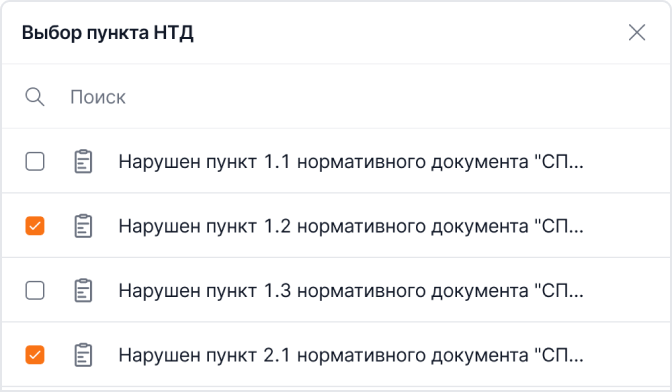 Выбор пункта НТД
Поиск
Нарушен пункт 1.1 нормативного документа "СП...
Нарушен пункт 1.2 нормативного документа "СП...
Нарушен пункт 1.3 нормативного документа "СП...
Нарушен пункт 2.1 нормативного документа "СП...